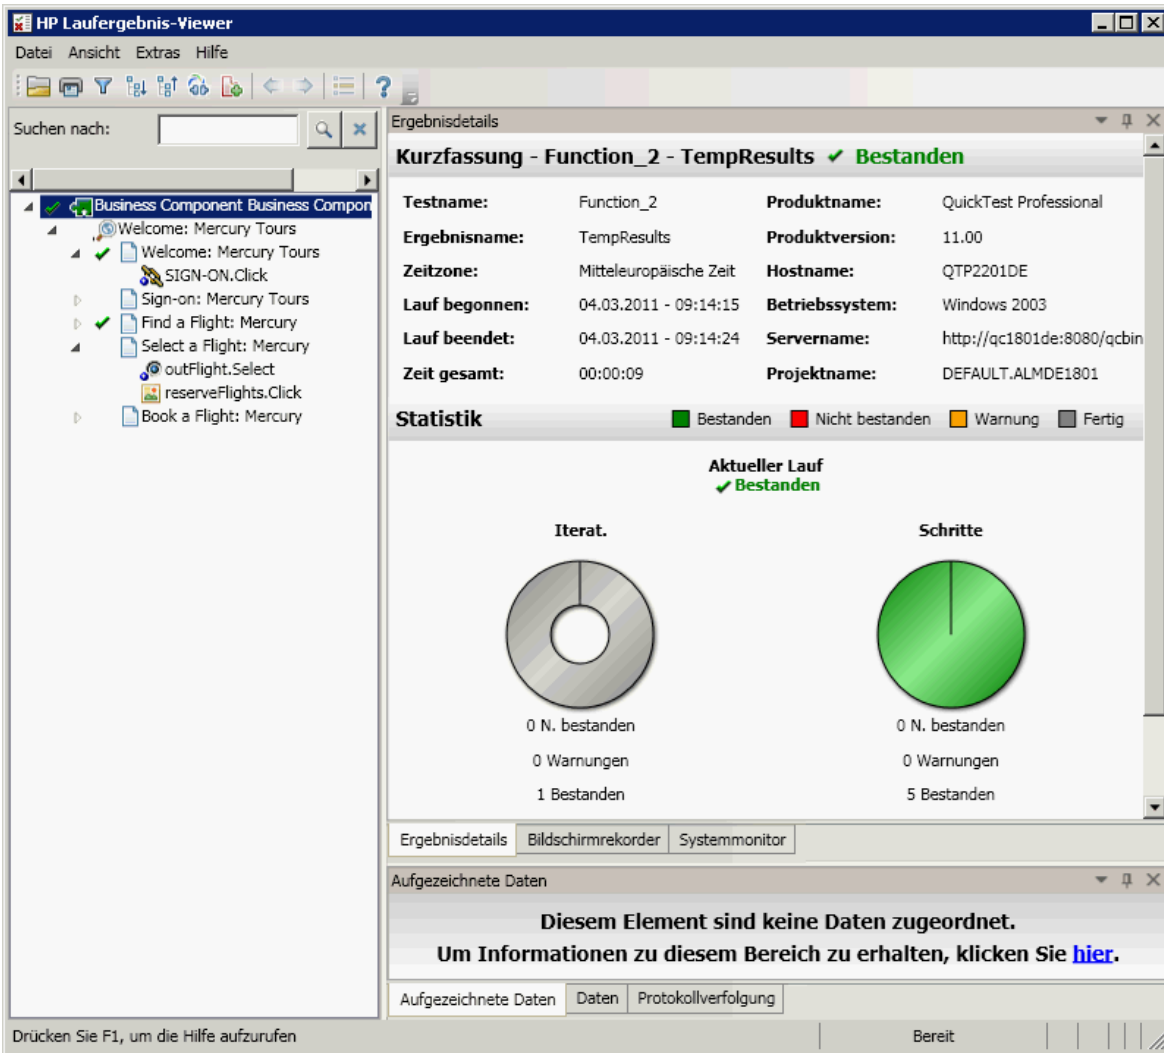 HP Laufergebnis-Viewer
Datei Ansicht Extras Hilfe
Suchen nach:
Business Component Business Compon
Welcome: Mercury Tours
Welcome: Mercury Tours
SIGN-ON.Click
Sign-on: Mercury Tours
Find a Flight: Mercury
Select a Flight: Mercury
outFlight.Select
reserveFlights.Click
Book a Flight: Mercury
Ergebnisdetails
Kurzfassung - Function_2 - TempResults Bestanden
Testname: Function_2 Produktname: QuickTest Professional
Ergebnisname: TempResults Produktversion: 11.00
Zeitzone: Mitteleuropäische Zeit Hostname: QTP2201DE
Lauf begonnen: 04.03.2011 - 09:14:15 Betriebssystem: Windows 2003
Lauf beendet: 04.03.2011 - 09:14:24 Servername: http://qc1801de:8080/qcbin
Zeit gesamt: 00:00:09 Projektname: DEFAULT.ALMDE1801
Statistik Bestanden Nicht bestanden Warnung Fertig
Aktueller Lauf
Bestanden
Iterat. Schritte
0 N. bestanden 0 N. bestanden
0 Warnungen 0 Warnungen
1 Bestanden 5 Bestanden
Ergebnisdetails Bildschirmrekorder Systemmonitor
Aufgezeichnete Daten
Diesem Element sind keine Daten zugeordnet.
Um Informationen zu diesem Bereich zu erhalten, klicken Sie hier.
Aufgezeichnete Daten Daten Protokollverfolgung
Drücken Sie F1, um die Hilfe aufzurufen Bereit